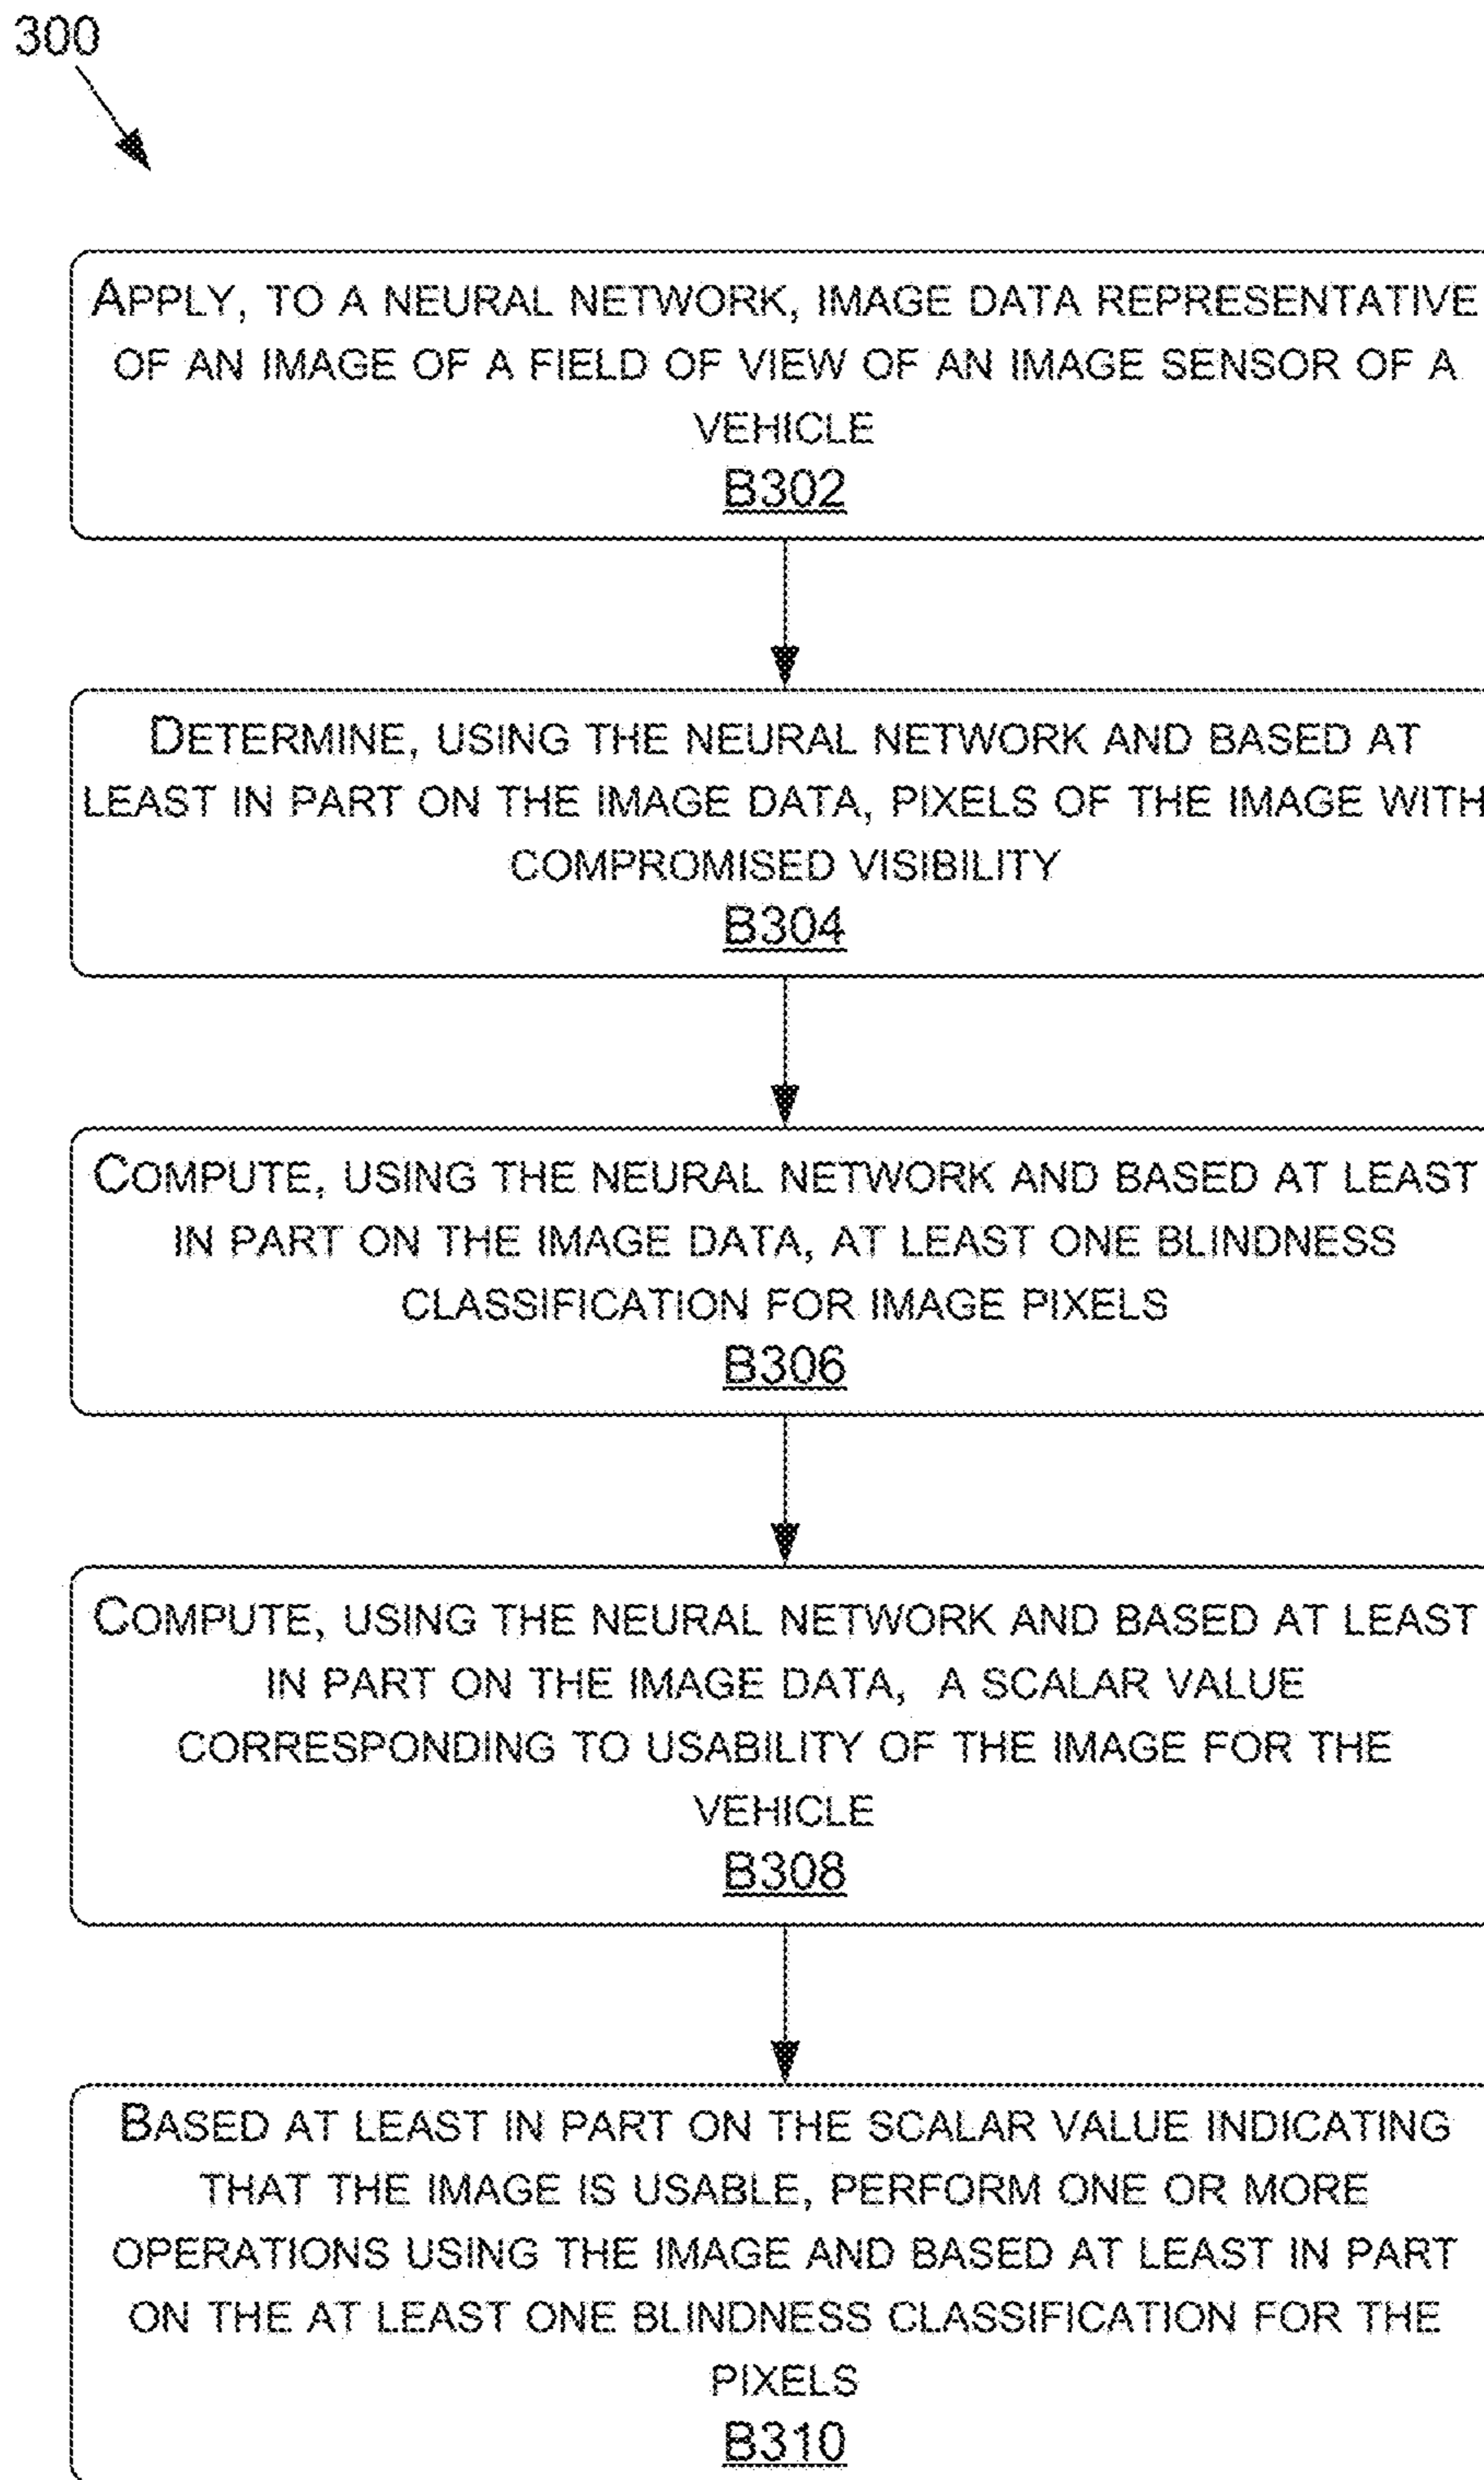 300
APPLY, TO A NEURAL NETWORK, IMAGE DATA REPRESENTATIVE
OF AN IMAGE OF A FIELD OF VIEW OF AN IMAGE SENSOR OF A
VEHICLE
B302
DETERMINE, USING THE NEURAL NETWORK AND BASED AT
LEAST IN PART ON THE IMAGE DATA, PIXELS OF THE IMAGE WITH
COMPROMISED VISIBILITY
B304
COMPUTE, USING THE NEURAL NETWORK AND BASED AT LEAST
IN PART ON THE IMAGE DATA, AT LEAST ONE BLINDNESS
CLASSIFICATION FOR IMAGE PIXELS
B306
COMPUTE, USING THE NEURAL NETWORK AND BASED AT LEAST
IN PART ON THE IMAGE DATA, A SCALAR VALUE
CORRESPONDING TO USABILITY OF THE IMAGE FOR THE
VEHICLE
B308
BASED AT LEAST IN PART ON THE SCALAR VALUE INDICATING
THAT THE IMAGE IS USABLE, PERFORM ONE OR MORE
OPERATIONS USING THE IMAGE AND BASED AT LEAST IN PART
ON THE AT LEAST ONE BLINDNESS CLASSIFICATION FOR THE
PIXELS
B310